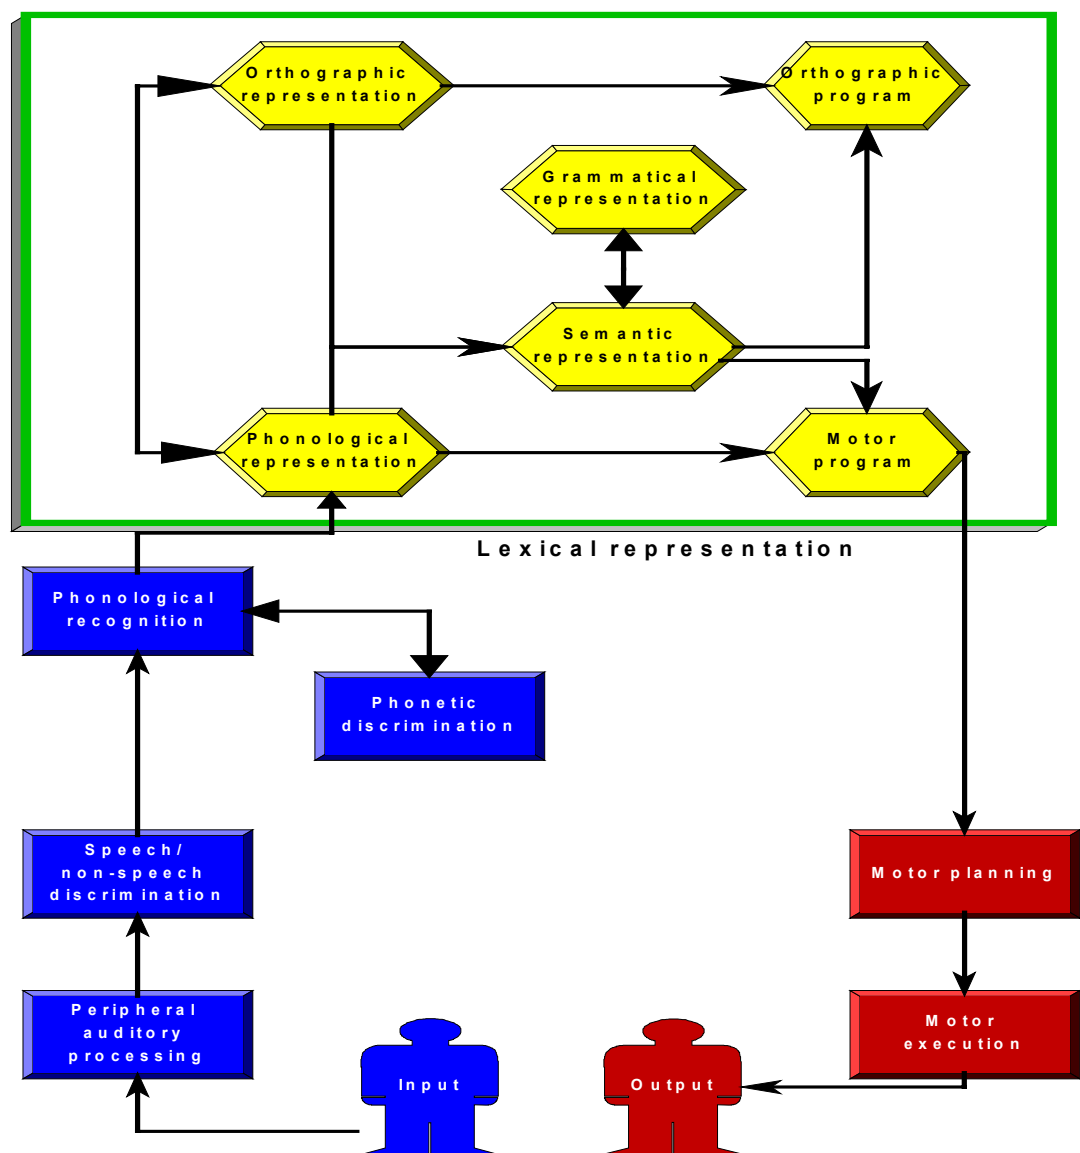 Orthographic
representation
Orthographic
program
Grammatical
representation
Semantic
representation
Phonological
representation
Motor
program
Lexical representation
Phonological
recognition
Phonetic
discrimination
Speech/
non-speech
discrimination
Motor planning
Peripheral
auditory
processing
Motor
execution
Input
Output